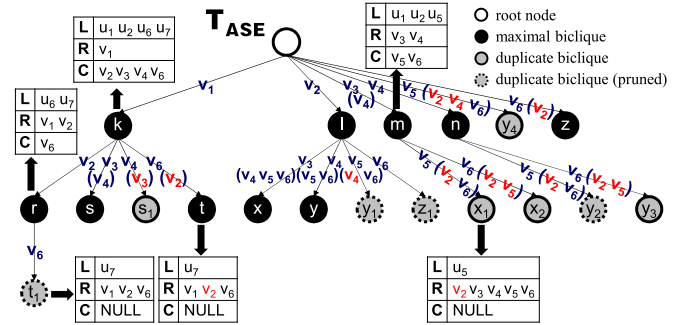 T_ASE
root node
maximal biclique
duplicate biclique
duplicate biclique (pruned)
L u1 u2 u6 u7
R v1
C v2 v3 v4 v6
L u1 u2 u5
R v3 v4
C v5 v6
L u6 u7
R v1 v2
C v6
v1
v2
v3
(v4)
v4
v5 (v2 v4 v6)
v6 (v2)
k
l
m
n
y4
z
v2
v3
(v4)
v4
(v3)
v6
(v2)
v3
(v4 v5 v6)
v4
(v5 v6)
v5
(v4 v6)
v6
v5 (v2 v6)
v6 (v2 v5)
v5 (v2 v6)
v6 (v2 v5)
r
s
s1
t
x
y
y1
z1
x1
x2
y2
y3
v6
t1
L u7
R v1 v2 v6
C NULL
L u7
R v1 v2 v6
C NULL
L u5
R v2 v3 v4 v5 v6
C NULL